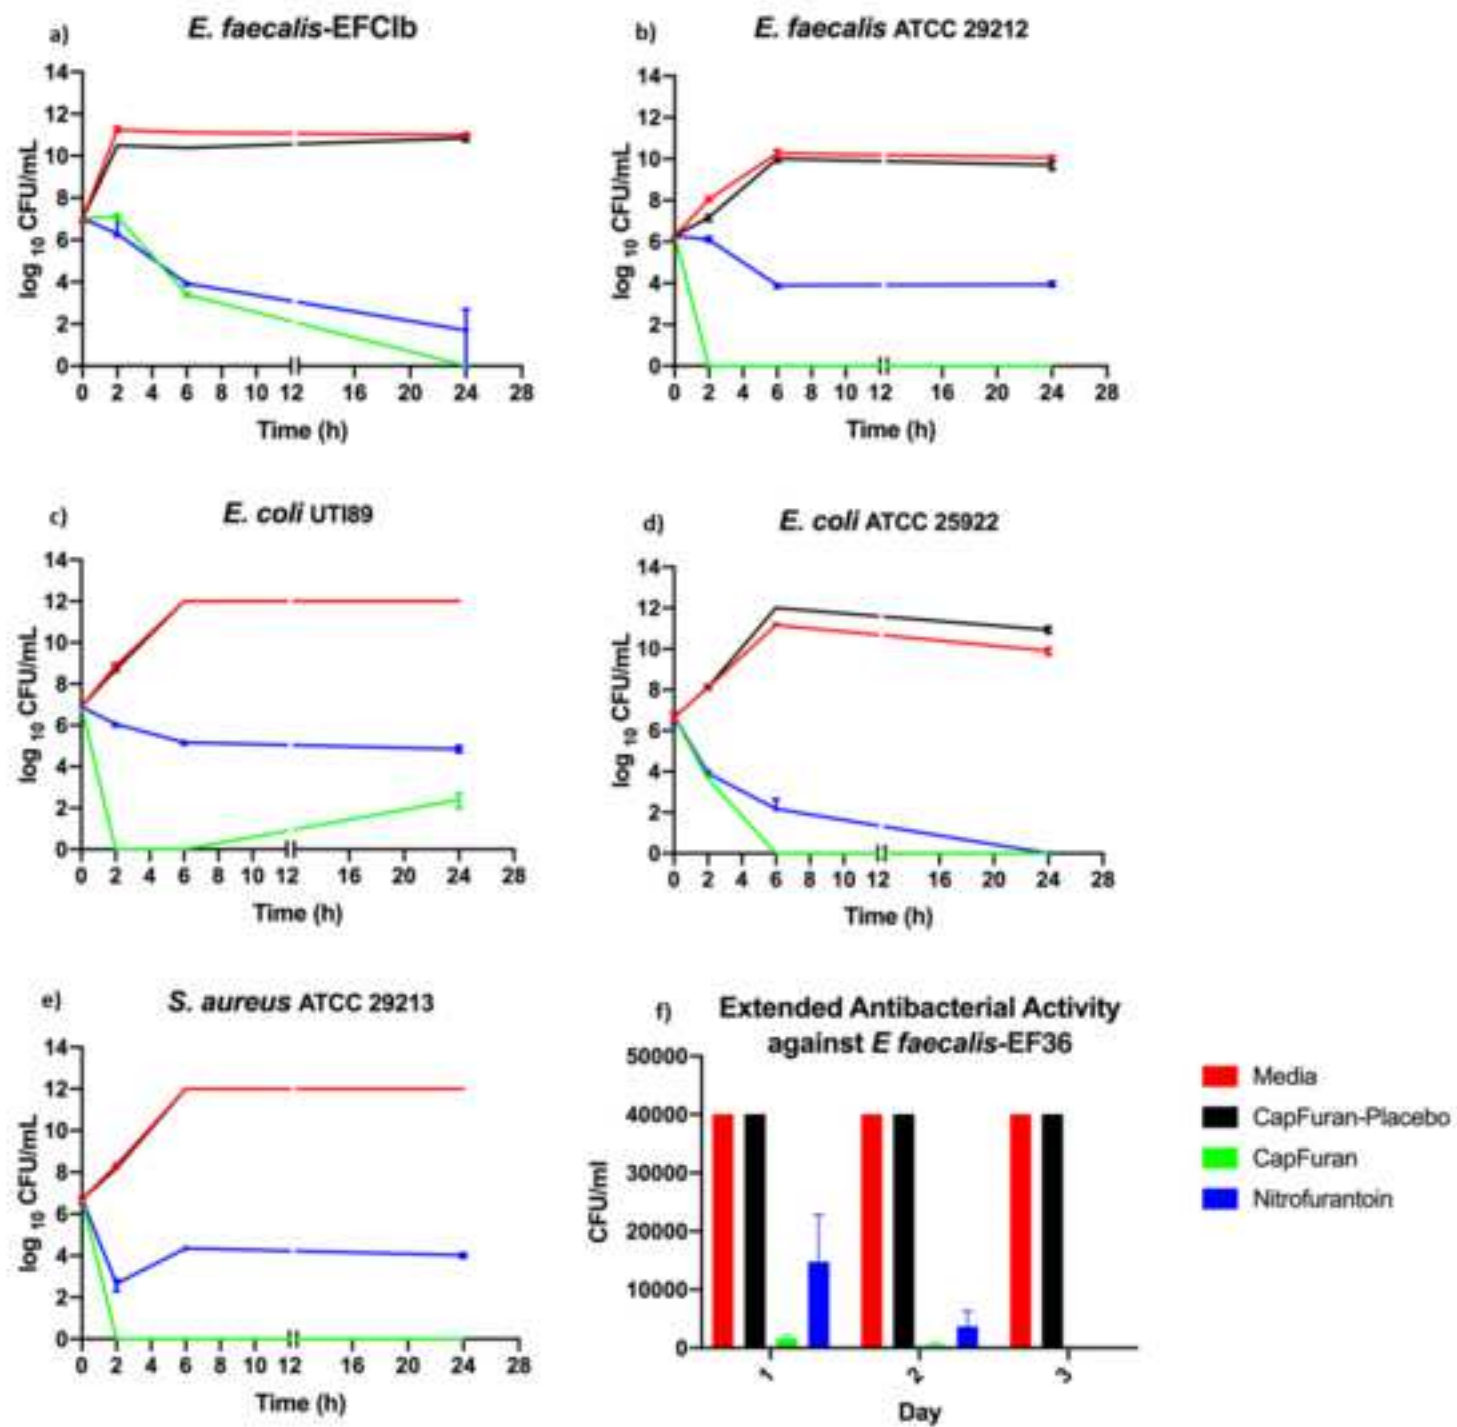 a) E. faecalis-EFCIb
14
12
10
8
6
4
2
0
log 10 CFU/mL
0 2 4 6 8 10 12 16 20 24 28
Time (h)
b) E. faecalis ATCC 29212
14
12
10
8
6
4
2
0
log 10 CFU/mL
0 2 4 6 8 10 12 16 20 24 28
Time (h)
c) E. coli UTI89
14
12
10
8
6
4
2
0
log 10 CFU/mL
0 2 4 6 8 10 12 16 20 24 28
Time (h)
d) E. coli ATCC 25922
14
12
10
8
6
4
2
0
log 10 CFU/mL
0 2 4 6 8 10 12 16 20 24 28
Time (h)
e) S. aureus ATCC 29213
14
12
10
8
6
4
2
0
log 10 CFU/mL
0 2 4 6 8 10 12 16 20 24 28
Time (h)
f) Extended Antibacterial Activity
against E faecalis-EF36
50000
40000
30000
20000
10000
0
CFU/ml
1 2 3
Day
Media
CapFuran-Placebo
CapFuran
Nitrofurantoin